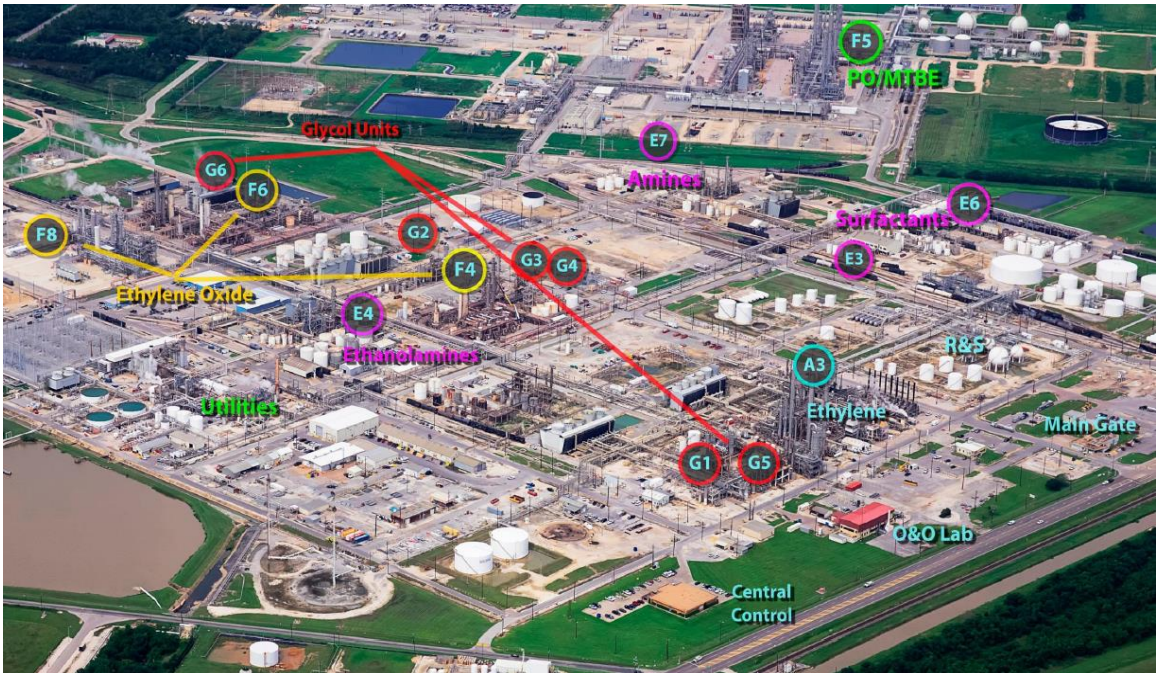 F5
PO/MTBE
Glycol Units
E7
G6
Amines
F6
E6
Surfactants
F8
G2
E3
G3
G4
F4
Ethylene Oxide
E4
Ethanolamines
R&S
A3
Utilities
Ethylene
Main Gate
G1
G5
O&O Lab
Central
Control